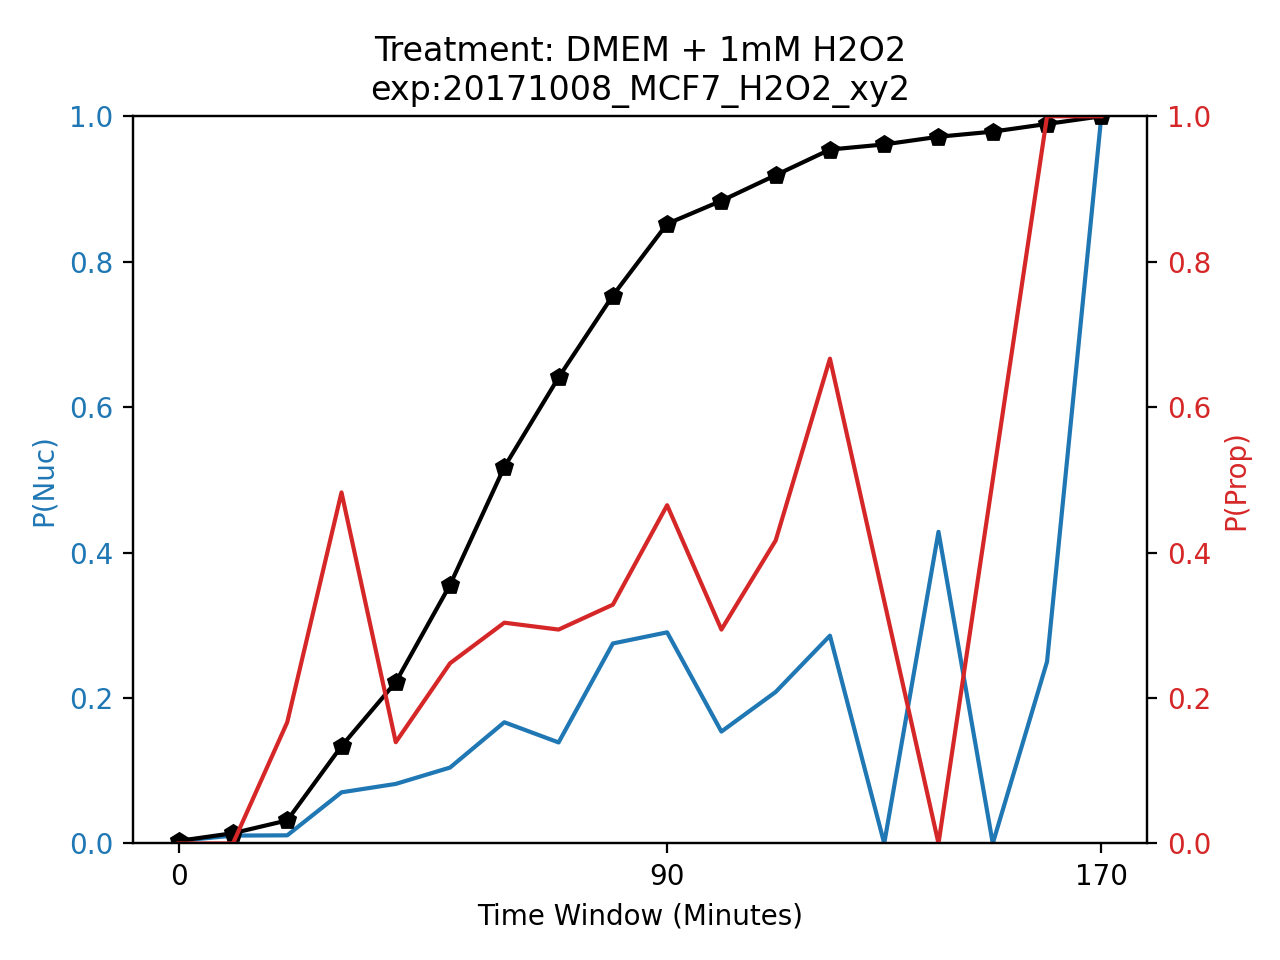 Treatment: DMEM + 1mM H2O2
exp:20171008_MCF7_H2O2_xy2
1.0
0.8
0.6
0.4
0.2
0.0
P(Nuc)
1.0
0.8
0.6
0.4
0.2
0.0
P(Prop)
0 90 170
Time Window (Minutes)